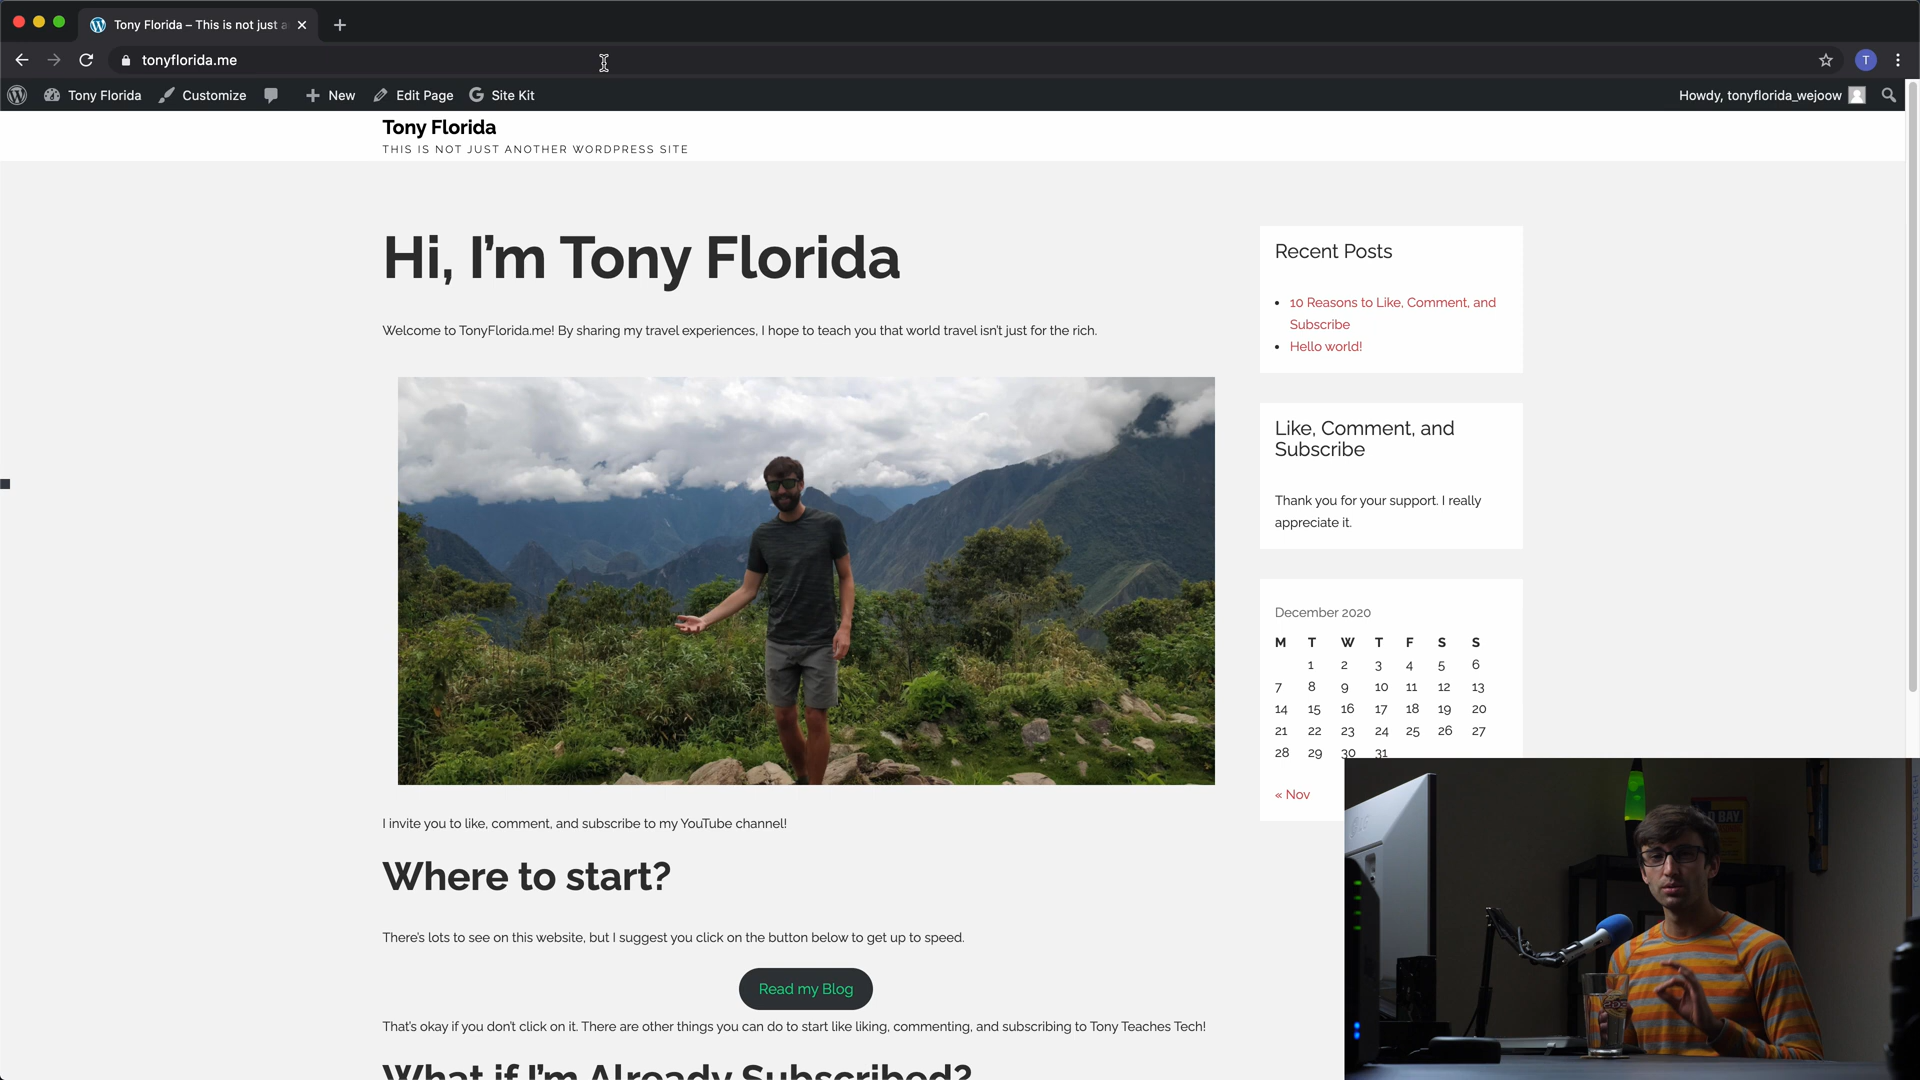 Tony Florida – This is not just a
tonyflorida.me
T
Tony Florida
Customize
New
Edit Page
Site Kit
Howdy, tonyflorida_wejoow
Tony Florida
THIS IS NOT JUST ANOTHER WORDPRESS SITE
Hi, I'm Tony Florida
Welcome to TonyFlorida.me! By sharing my travel experiences, I hope to teach you that world travel isn't just for the rich.
I invite you to like, comment, and subscribe to my YouTube channel!
Where to start?
There's lots to see on this website, but I suggest you click on the button below to get up to speed.
Read my Blog
That's okay if you don't click on it. There are other things you can do to start like liking, commenting, and subscribing to Tony Teaches Tech!
What if I'm Already Subscribed?
Recent Posts
10 Reasons to Like, Comment, and
Subscribe
Hello world!
Like, Comment, and
Subscribe
Thank you for your support. I really
appreciate it.
December 2020
M T W T F S S
1 2 3 4 5 6
7 8 9 10 11 12 13
14 15 16 17 18 19 20
21 22 23 24 25 26 27
28 29 30 31
« Nov